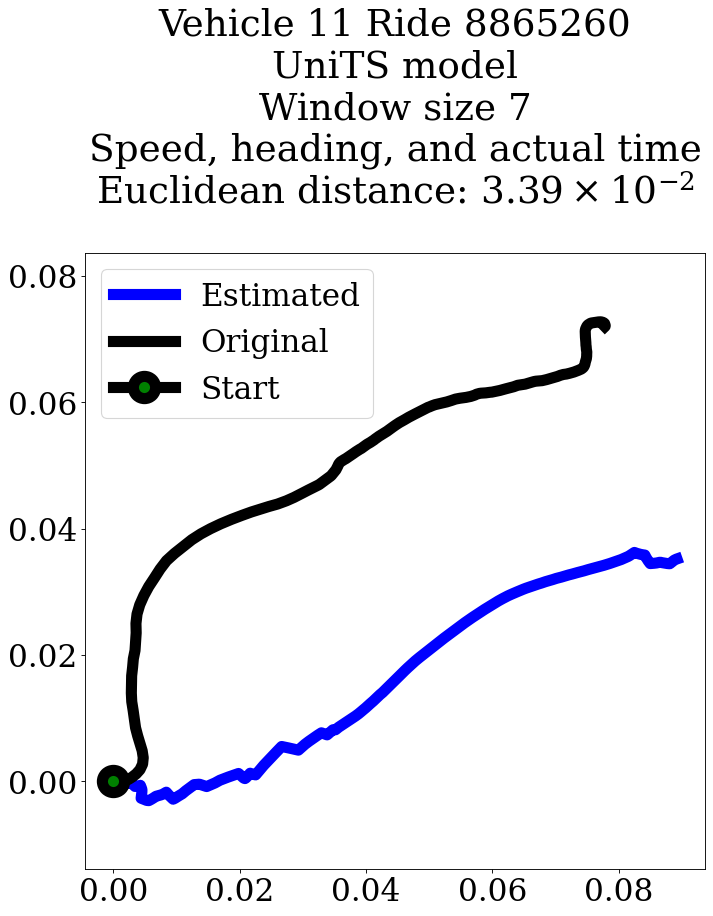 Vehicle 11 Ride 8865260
UniTS model
Window size 7
Speed, heading, and actual time
Euclidean distance: 3.39 × 10⁻²
Estimated
Original
Start
0.08
0.06
0.04
0.02
0.00
0.00 0.02 0.04 0.06 0.08